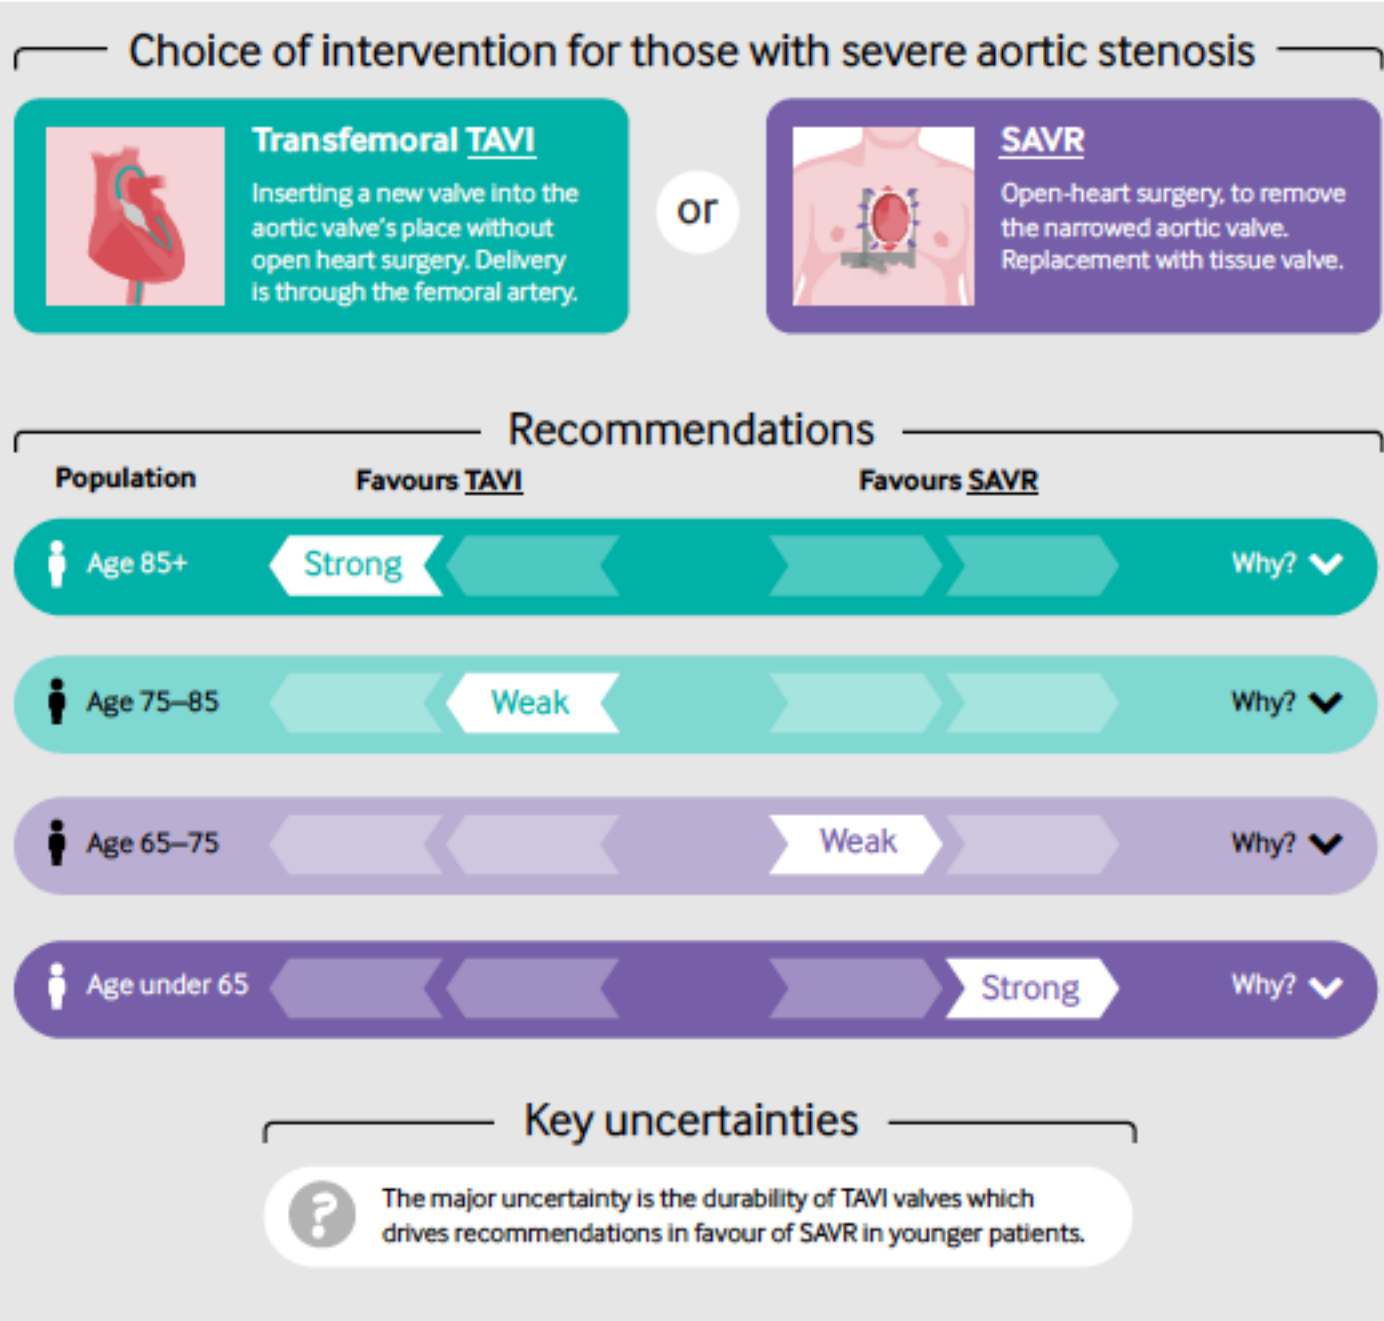 Choice of intervention for those with severe aortic stenosis
Transfemoral TAVI
Inserting a new valve into the
aortic valve's place without
open heart surgery. Delivery
is through the femoral artery.
or
SAVR
Open-heart surgery, to remove
the narrowed aortic valve.
Replacement with tissue valve.
Recommendations
Population
Favours TAVI
Favours SAVR
Age 85+
Strong
Why?
Age 75–85
Weak
Why?
Age 65–75
Weak
Why?
Age under 65
Strong
Why?
Key uncertainties
?
The major uncertainty is the durability of TAVI valves which
drives recommendations in favour of SAVR in younger patients.